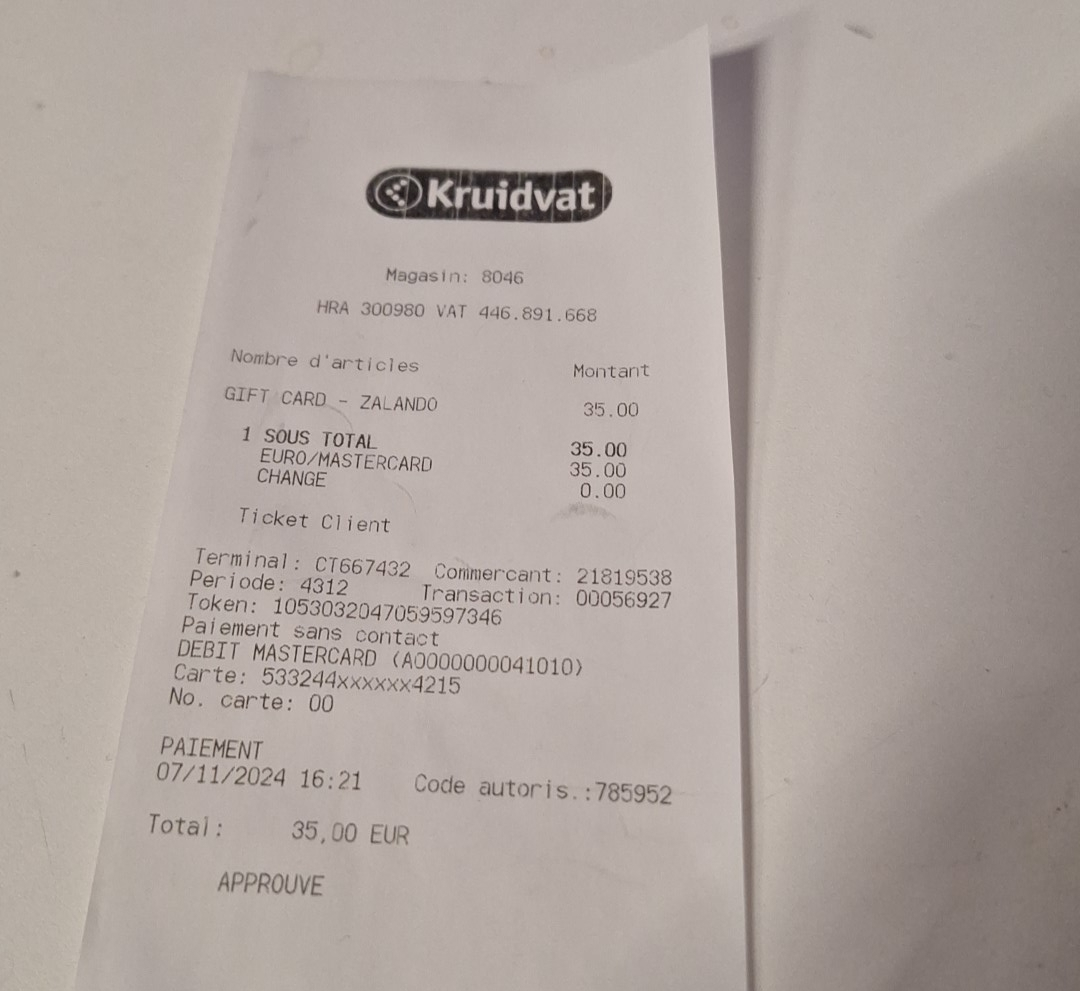 Kruidvat
Magasin: 8046
HRA 300980 VAT 446.891.668
Nombre d'articles Montant
GIFT CARD - ZALANDO 35.00
1 SOUS TOTAL 35.00
EURO/MASTERCARD 35.00
CHANGE 0.00
Ticket Client
Terminal: CT667432 Commercant: 21819538
Periode: 4312 Transaction: 00056927
Token: 1053032047059597346
Paiement sans contact
DEBIT MASTERCARD (A0000000041010)
Carte: 533244xxxxxx4215
No. carte: 00
PAIEMENT
07/11/2024 16:21 Code autoris.:785952
Total: 35,00 EUR
APPROUVE